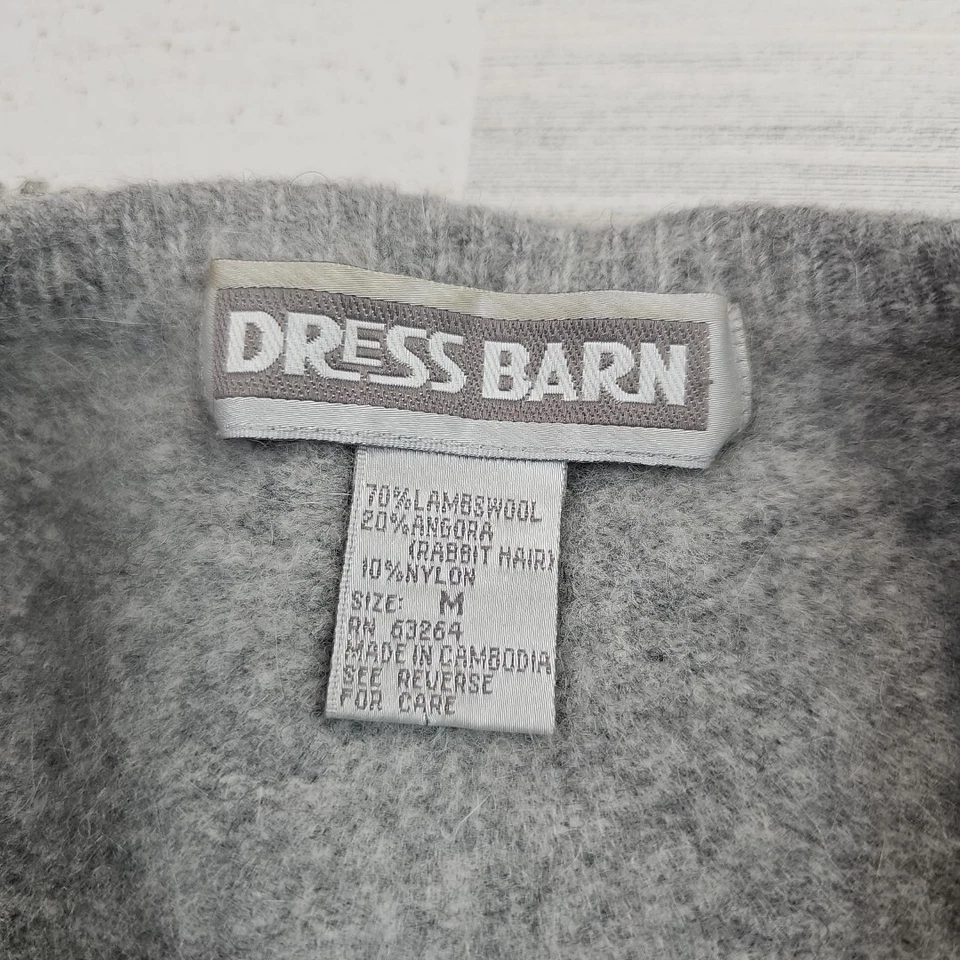 DRESS BARN
70%LAMBSWOOL
20%ANGORA
(RABBIT HAIR)
10%NYLON
SIZE: M
RN 63264
MADE IN CAMBODIA
SEE REVERSE
FOR CARE